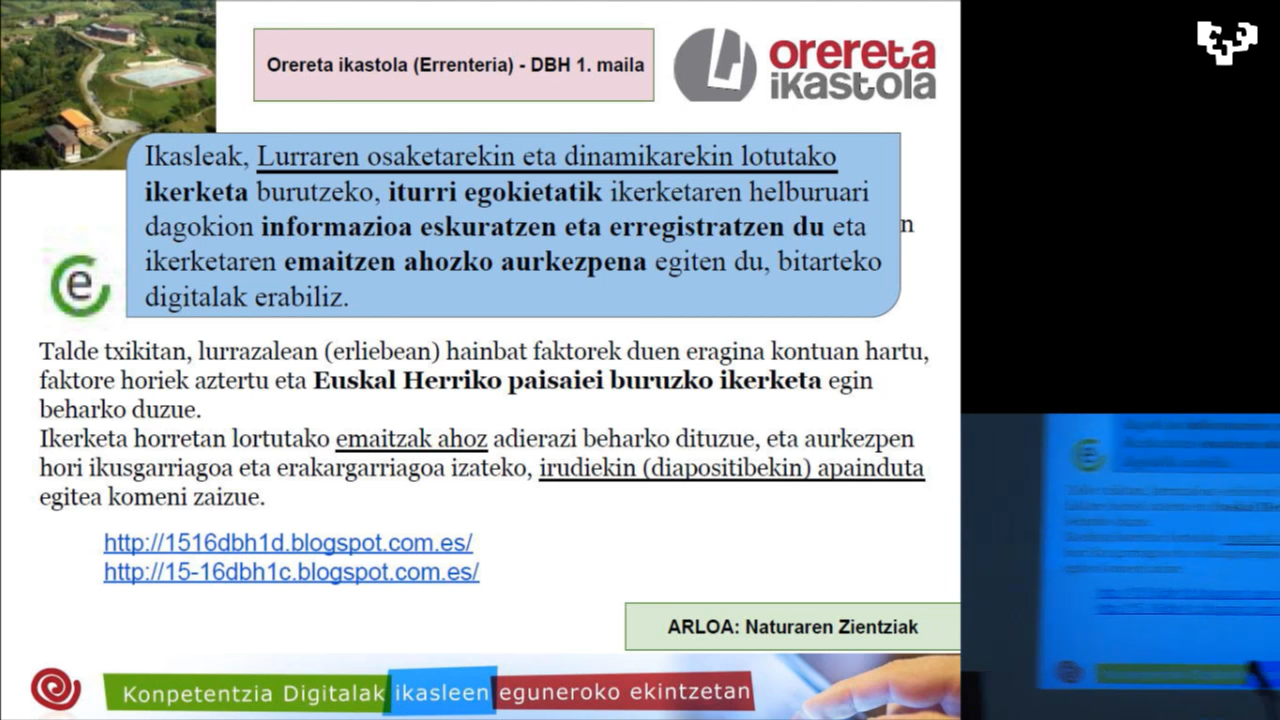 Orereta ikastola (Errenteria) - DBH 1. maila
orereta
ikastola
Ikasleak, Lurraren osaketarekin eta dinamikarekin lotutako
ikerketa burutzeko, iturri egokietatik ikerketaren helburuari
dagokion informazioa eskuratzen eta erregistratzen du eta
n
ikerketaren emaitzen ahozko aurkezpena egiten du, bitarteko
digitalak erabiliz.
e
Talde txikitan, lurrazalean (erliebean) hainbat faktorek duen eragina kontuan hartu,
faktore horiek aztertu eta Euskal Herriko paisaiei buruzko ikerketa egin
beharko duzue.
Ikerketa horretan lortutako emaitzak ahoz adierazi beharko dituzue, eta aurkezpen
hori ikusgarriagoa eta erakargarriagoa izateko, irudiekin (diapositibekin) apainduta
egitea komeni zaizue.
http://1516dbh1d.blogspot.com.es/
http://15-16dbh1c.blogspot.com.es/
ARLOA: Naturaren Zientziak
Konpetentzia Digitalak ikasleen eguneroko ekintzetan